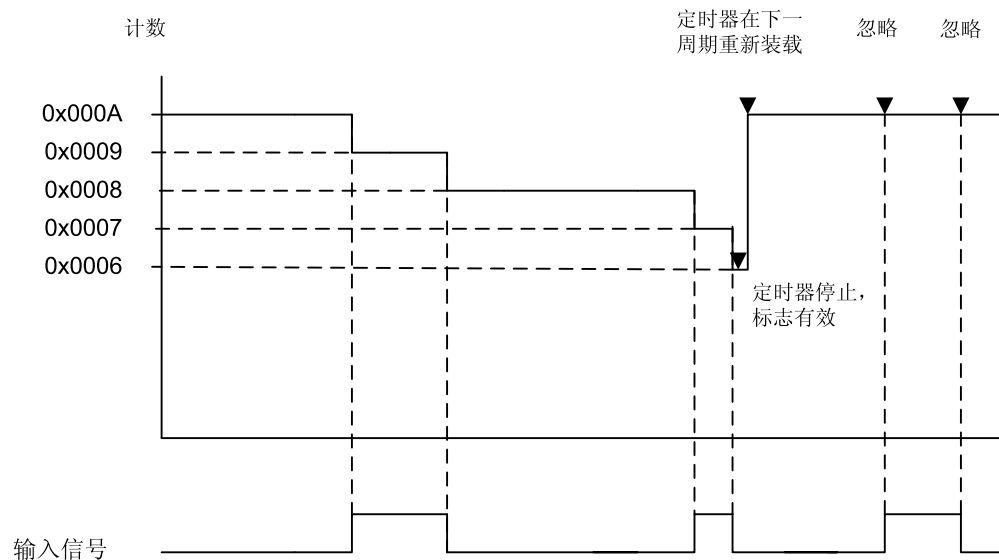 计数
定时器在下一
周期重新装载
忽略
忽略
0x000A
0x0009
0x0008
0x0007
0x0006
定时器停止，
标志有效
输入信号